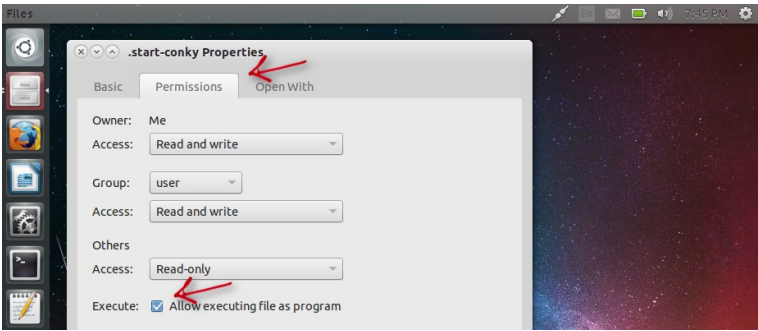 Files
En
7:45 PM
.start-conky Properties
Basic Permissions Open With
Owner: Me
Access: Read and write
Group: user
Access: Read and write
Others
Access: Read-only
Execute: Allow executing file as program